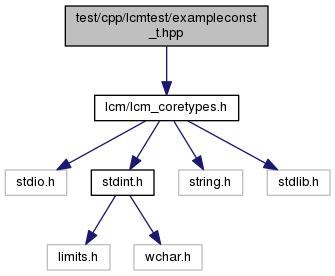 test/cpp/lcmtest/exampleconst
_t.hpp
lcm/lcm_coretypes.h
stdio.h
stdint.h
string.h
stdlib.h
limits.h
wchar.h